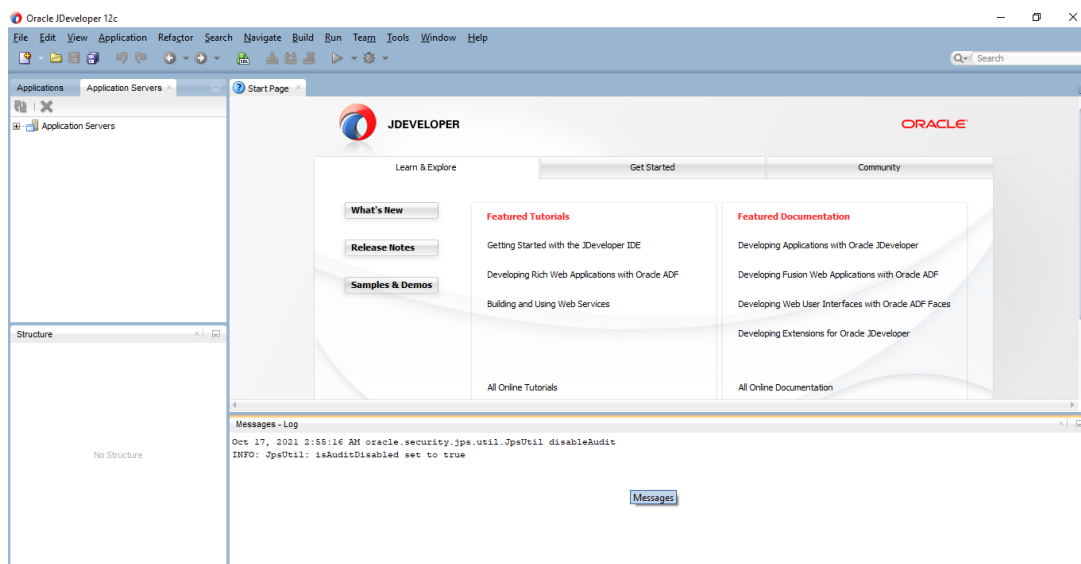 Oracle JDeveloper 12c
File Edit View Application Refactor Search Navigate Build Run Team Tools Window Help
Search
Applications Application Servers
Start Page
Application Servers
JDEVELOPER
ORACLE
Learn & Explore Get Started Community
What's New
Release Notes
Samples & Demos
Featured Tutorials
Getting Started with the JDeveloper IDE
Developing Rich Web Applications with Oracle ADF
Building and Using Web Services
All Online Tutorials
Featured Documentation
Developing Applications with Oracle JDeveloper
Developing Fusion Web Applications with Oracle ADF
Developing Web User Interfaces with Oracle ADF Faces
Developing Extensions for Oracle JDeveloper
All Online Documentation
Structure
No Structure
Messages - Log
Oct 17, 2021 2:55:16 AM oracle.security.jps.util.JpsUtil disableAudit
INFO: JpsUtil: isAuditDisabled set to true
Messages